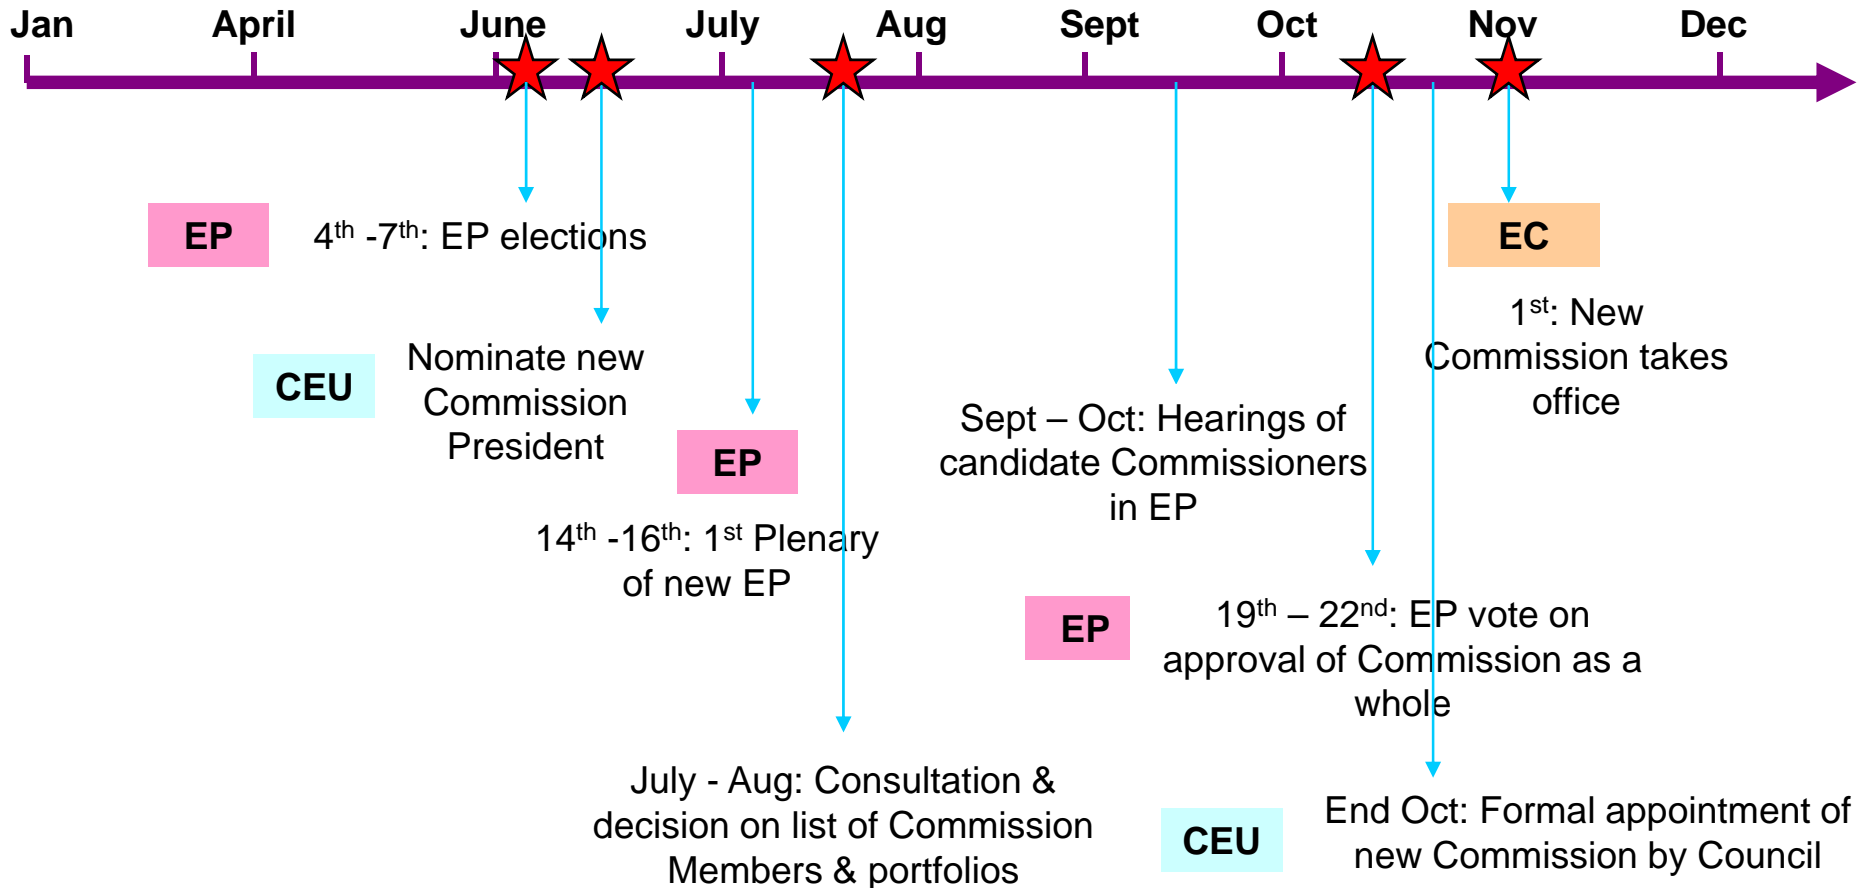 Jan April June July Aug Sept Oct Nov Dec
EP
4th -7th: EP elections
CEU
Nominate new
Commission
President
EP
14th -16th: 1st Plenary
of new EP
July - Aug: Consultation &
decision on list of Commission
Members & portfolios
Sept – Oct: Hearings of
candidate Commissioners
in EP
EP
19th – 22nd: EP vote on
approval of Commission as a
whole
CEU
End Oct: Formal appointment of
new Commission by Council
EC
1st: New
Commission takes
office